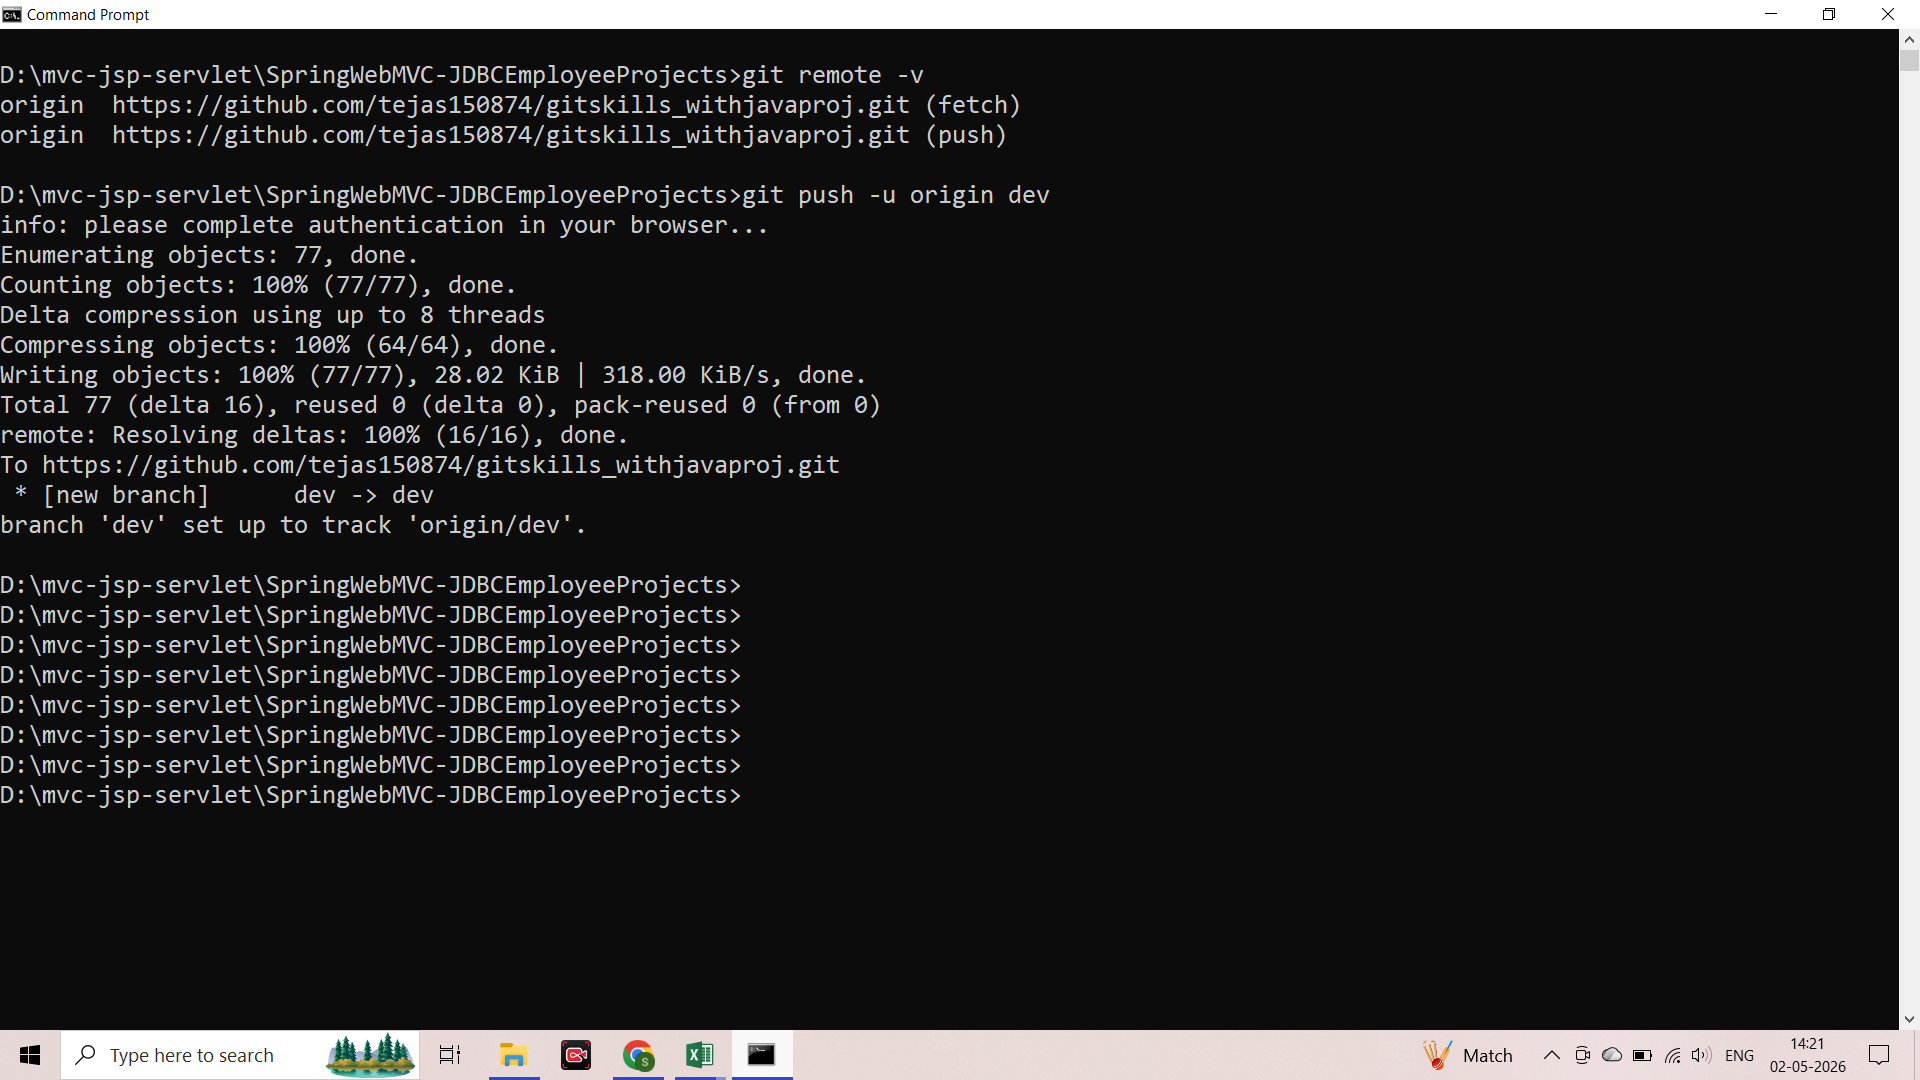 Command Prompt
D:\mvc-jsp-servlet\SpringWebMVC-JDBCEmployeeProjects>git remote -v
origin  https://github.com/tejas150874/gitskills_withjavaproj.git (fetch)
origin  https://github.com/tejas150874/gitskills_withjavaproj.git (push)
D:\mvc-jsp-servlet\SpringWebMVC-JDBCEmployeeProjects>git push -u origin dev
info: please complete authentication in your browser...
Enumerating objects: 77, done.
Counting objects: 100% (77/77), done.
Delta compression using up to 8 threads
Compressing objects: 100% (64/64), done.
Writing objects: 100% (77/77), 28.02 KiB | 318.00 KiB/s, done.
Total 77 (delta 16), reused 0 (delta 0), pack-reused 0 (from 0)
remote: Resolving deltas: 100% (16/16), done.
To https://github.com/tejas150874/gitskills_withjavaproj.git
 * [new branch]      dev -> dev
branch 'dev' set up to track 'origin/dev'.
D:\mvc-jsp-servlet\SpringWebMVC-JDBCEmployeeProjects>
D:\mvc-jsp-servlet\SpringWebMVC-JDBCEmployeeProjects>
D:\mvc-jsp-servlet\SpringWebMVC-JDBCEmployeeProjects>
D:\mvc-jsp-servlet\SpringWebMVC-JDBCEmployeeProjects>
D:\mvc-jsp-servlet\SpringWebMVC-JDBCEmployeeProjects>
D:\mvc-jsp-servlet\SpringWebMVC-JDBCEmployeeProjects>
D:\mvc-jsp-servlet\SpringWebMVC-JDBCEmployeeProjects>
D:\mvc-jsp-servlet\SpringWebMVC-JDBCEmployeeProjects>
Type here to search
Match
ENG
14:21
02-05-2026